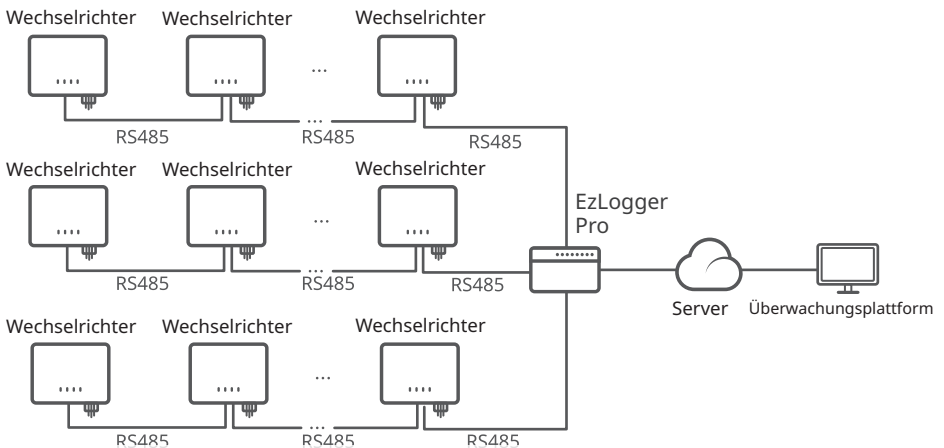 Wechselrichter Wechselrichter Wechselrichter
...
RS485 ... RS485 RS485
Wechselrichter Wechselrichter Wechselrichter
...
EzLogger
Pro
RS485 ... RS485 RS485
Server Überwachungsplattform
Wechselrichter Wechselrichter Wechselrichter
...
RS485 ... RS485 RS485